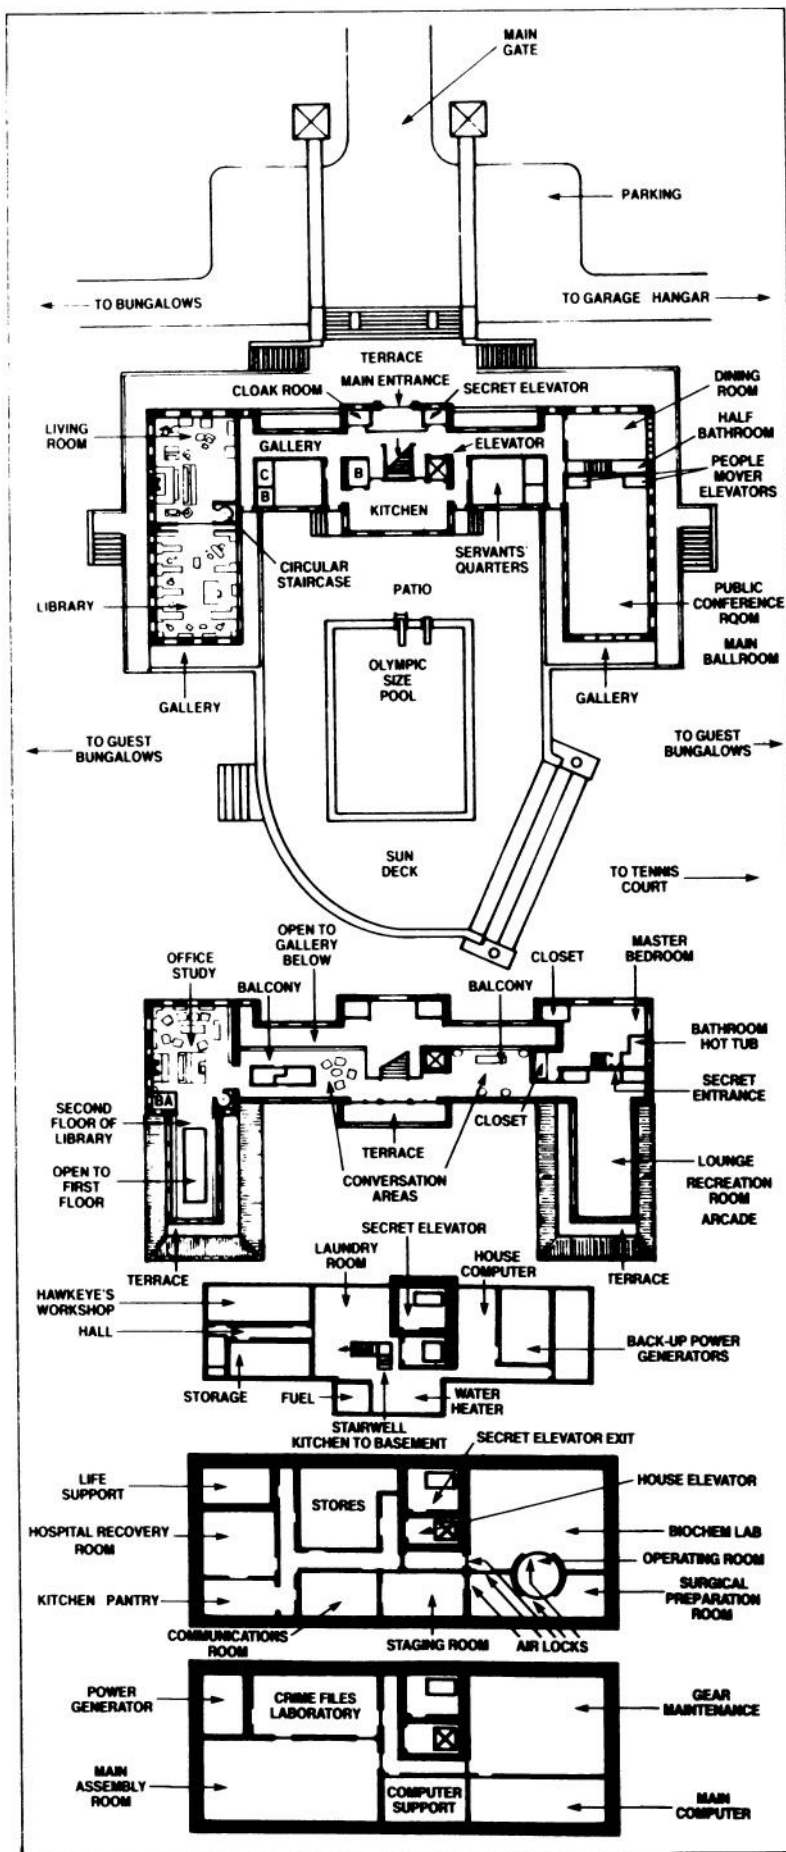 MAIN
GATE
PARKING
TO BUNGALOWS
TO GARAGE HANGAR
TERRACE
CLOAK ROOM
MAIN ENTRANCE
SECRET ELEVATOR
DINING
ROOM
LIVING
ROOM
GALLERY
ELEVATOR
HALF
BATHROOM
PEOPLE
MOVER
ELEVATORS
C
B
B
KITCHEN
SERVANTS'
QUARTERS
CIRCULAR
STAIRCASE
LIBRARY
PATIO
PUBLIC
CONFERENCE
ROOM
MAIN
BALLROOM
OLYMPIC
SIZE
POOL
GALLERY
GALLERY
TO GUEST
BUNGALOWS
TO GUEST
BUNGALOWS
SUN
DECK
TO TENNIS
COURT
OFFICE
STUDY
OPEN TO
GALLERY
BELOW
BALCONY
BALCONY
CLOSET
MASTER
BEDROOM
BATHROOM
HOT TUB
SECRET
ENTRANCE
BA
SECOND
FLOOR OF
LIBRARY
TERRACE
CLOSET
OPEN TO
FIRST
FLOOR
CONVERSATION
AREAS
LOUNGE
RECREATION
ROOM
ARCADE
TERRACE
TERRACE
LAUNDRY
ROOM
SECRET ELEVATOR
HOUSE
COMPUTER
HAWKEYE'S
WORKSHOP
HALL
BACK-UP POWER
GENERATORS
STORAGE
FUEL
WATER
HEATER
STAIRWELL
KITCHEN TO BASEMENT
SECRET ELEVATOR EXIT
LIFE
SUPPORT
STORES
HOUSE ELEVATOR
HOSPITAL RECOVERY
ROOM
BIOCHEM LAB
OPERATING ROOM
KITCHEN PANTRY
SURGICAL
PREPARATION
ROOM
COMMUNICATIONS
ROOM
STAGING ROOM
AIR LOCKS
POWER
GENERATOR
CRIME FILES
LABORATORY
GEAR
MAINTENANCE
MAIN
ASSEMBLY
ROOM
COMPUTER
SUPPORT
MAIN
COMPUTER